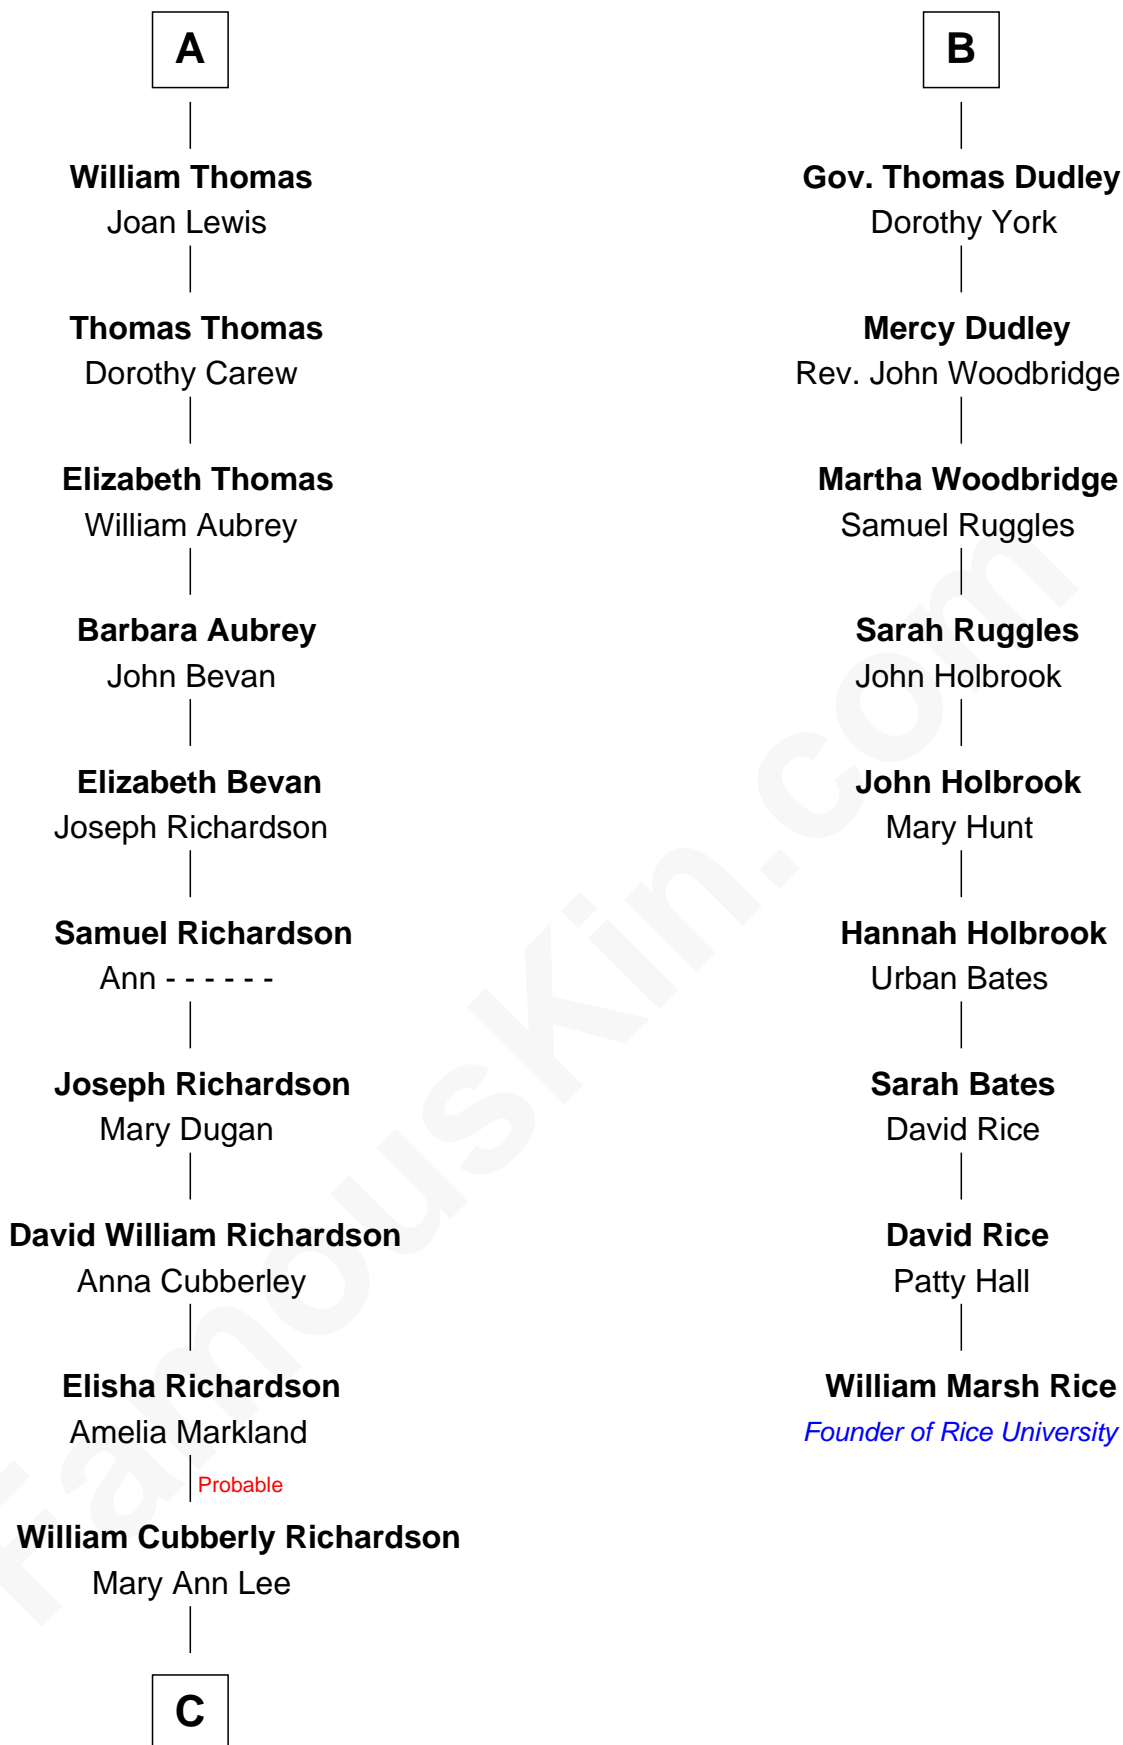 A
William Thomas
Joan Lewis
Thomas Thomas
Dorothy Carew
Elizabeth Thomas
William Aubrey
Barbara Aubrey
John Bevan
Elizabeth Bevan
Joseph Richardson
Samuel Richardson
Ann - - - - - -
Joseph Richardson
Mary Dugan
David William Richardson
Anna Cubberley
Elisha Richardson
Amelia Markland
Probable
William Cubberly Richardson
Mary Ann Lee
C
B
Gov. Thomas Dudley
Dorothy York
Mercy Dudley
Rev. John Woodbridge
Martha Woodbridge
Samuel Ruggles
Sarah Ruggles
John Holbrook
John Holbrook
Mary Hunt
Hannah Holbrook
Urban Bates
Sarah Bates
David Rice
David Rice
Patty Hall
William Marsh Rice
Founder of Rice University
FamousKin.com